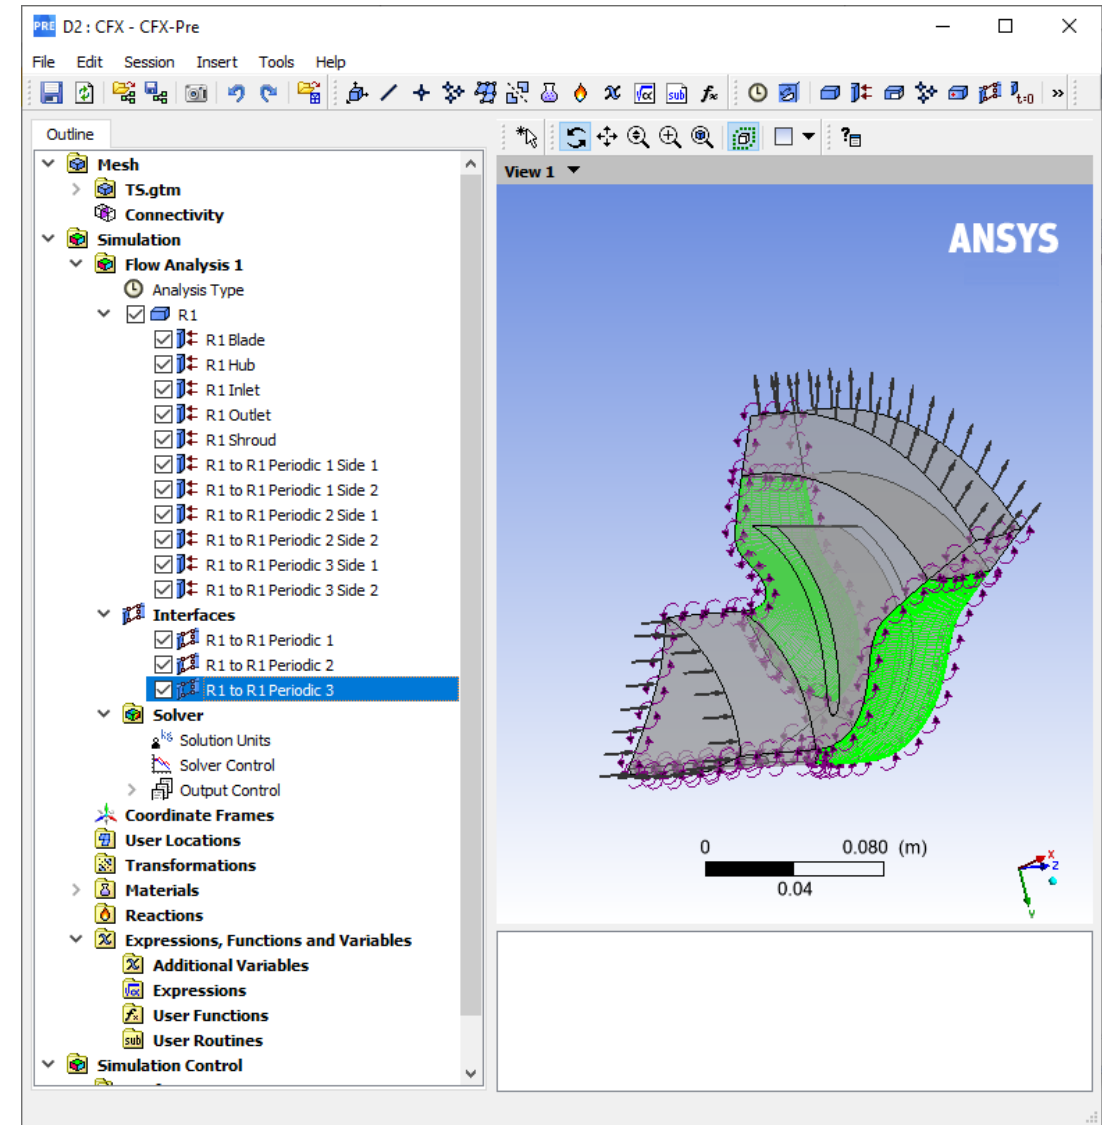 PRE D2 : CFX - CFX-Pre
File Edit Session Insert Tools Help
√α sub f∝ t=0 »
Outline
Mesh
TS.gtm
Connectivity
Simulation
Flow Analysis 1
Analysis Type
R1
R1 Blade
R1 Hub
R1 Inlet
R1 Outlet
R1 Shroud
R1 to R1 Periodic 1 Side 1
R1 to R1 Periodic 1 Side 2
R1 to R1 Periodic 2 Side 1
R1 to R1 Periodic 2 Side 2
R1 to R1 Periodic 3 Side 1
R1 to R1 Periodic 3 Side 2
Interfaces
R1 to R1 Periodic 1
R1 to R1 Periodic 2
R1 to R1 Periodic 3
Solver
Solution Units
Solver Control
Output Control
Coordinate Frames
User Locations
Transformations
Materials
Reactions
Expressions, Functions and Variables
Additional Variables
Expressions
User Functions
User Routines
Simulation Control
View 1
ANSYS
0 0.080 (m)
0.04
X
Z
Y